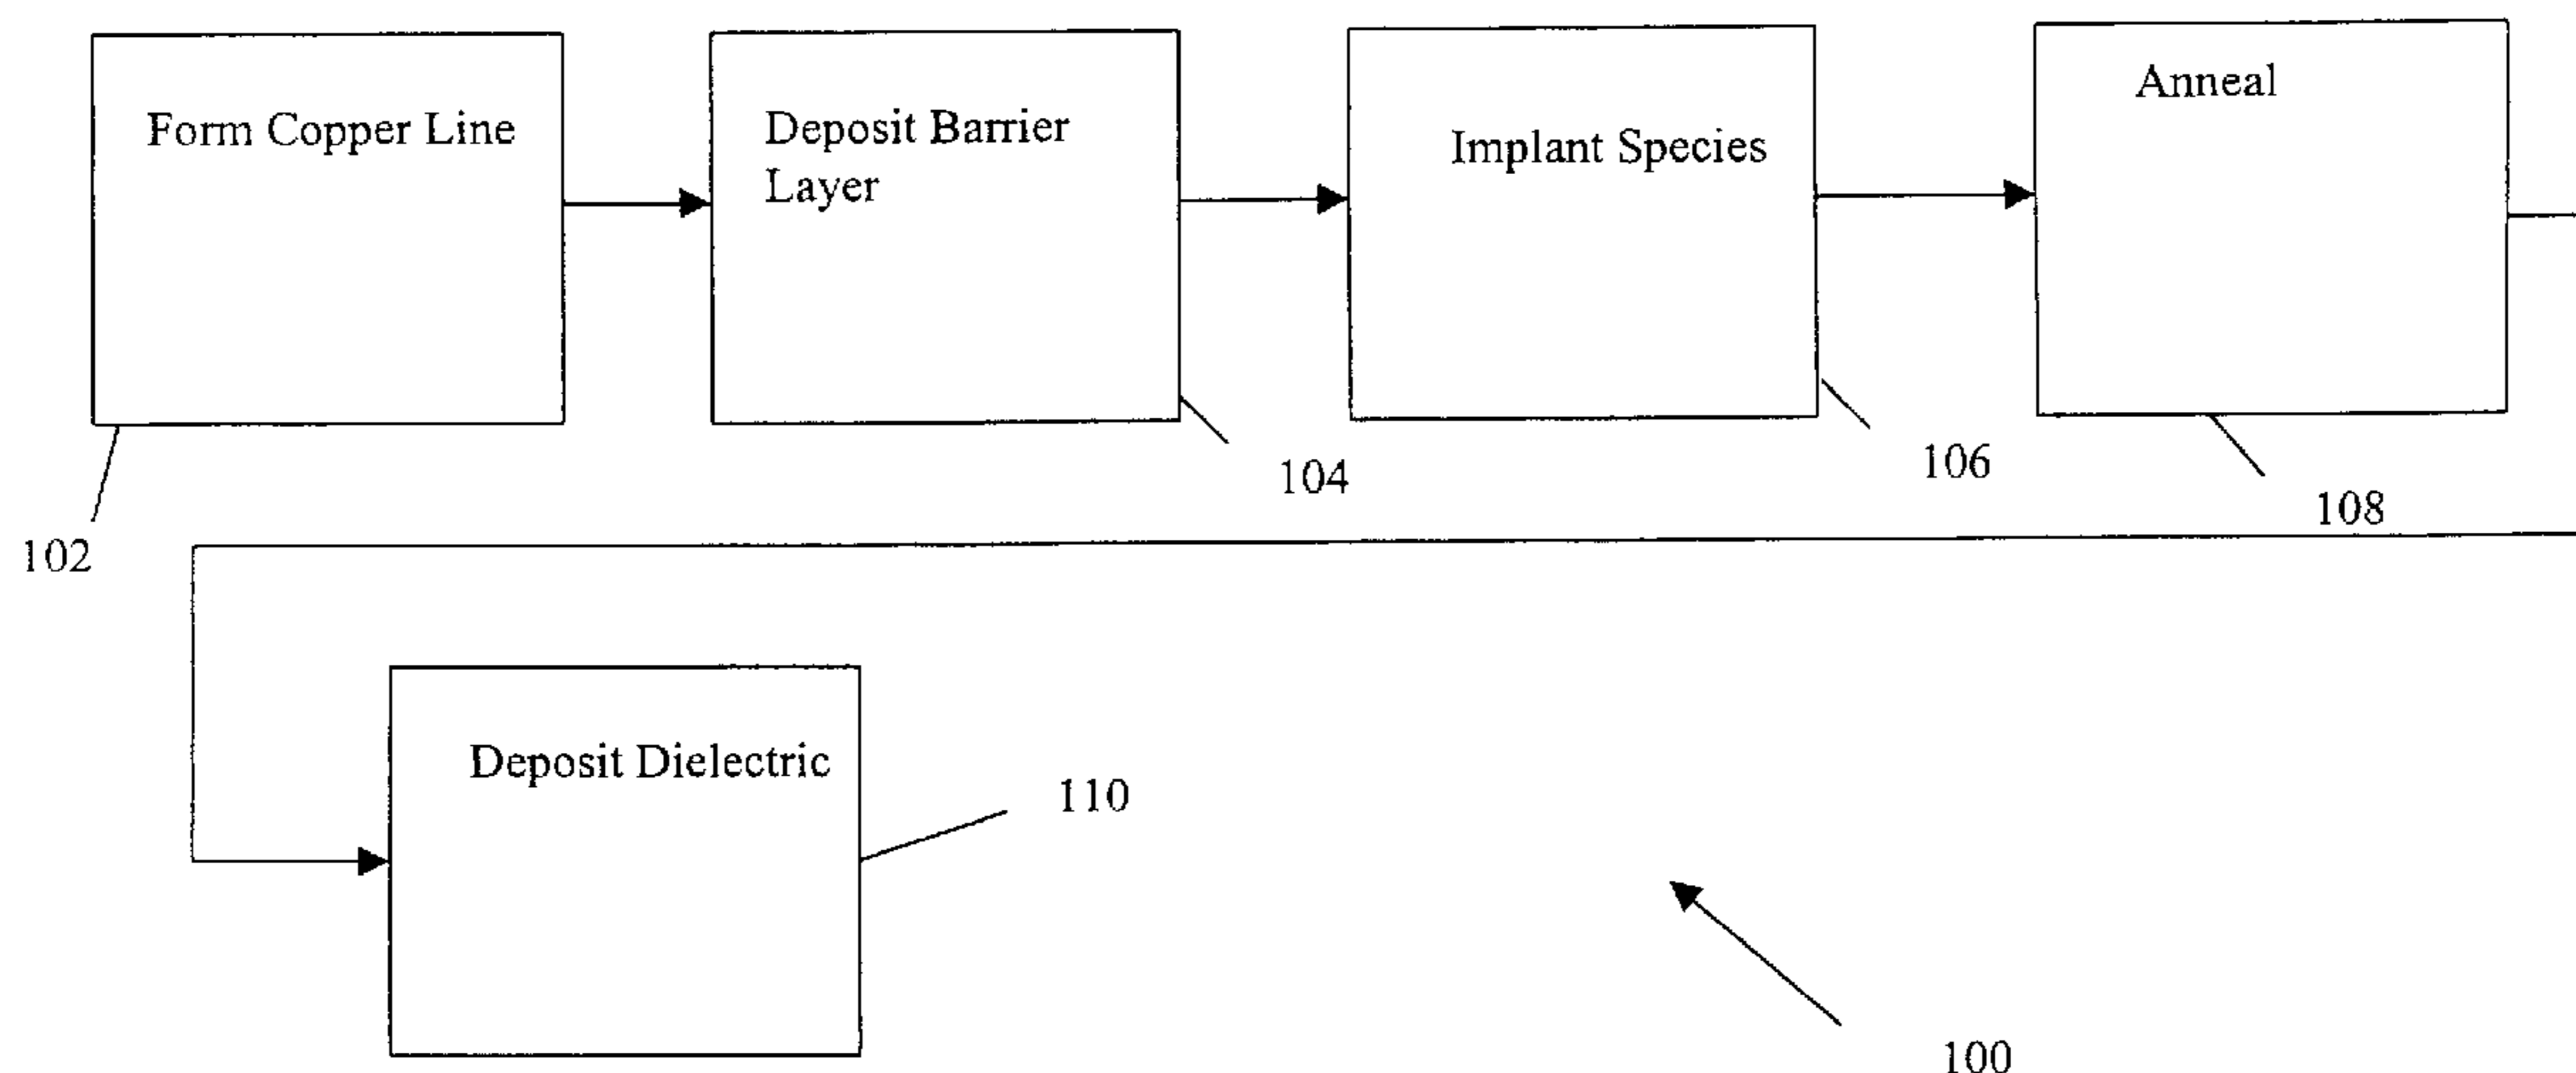 Form Copper Line
Deposit Barrier
Layer
Implant Species
Anneal
102
104
106
108
Deposit Dielectric
110
100